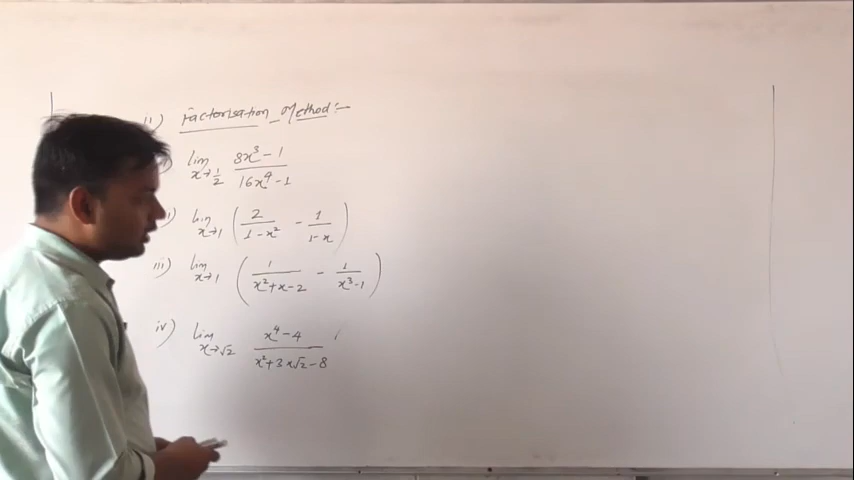 ii) Factorisation Method :-
lim x→1/2 (8x³ - 1)/(16x⁴ - 1)
i) lim x→1 (2/(1-x²) - 1/(1-x))
iii) lim x→1 (1/(x²+x-2) - 1/(x³-1))
iv) lim x→√2 (x⁴-4)/(x²+3x√2-8)